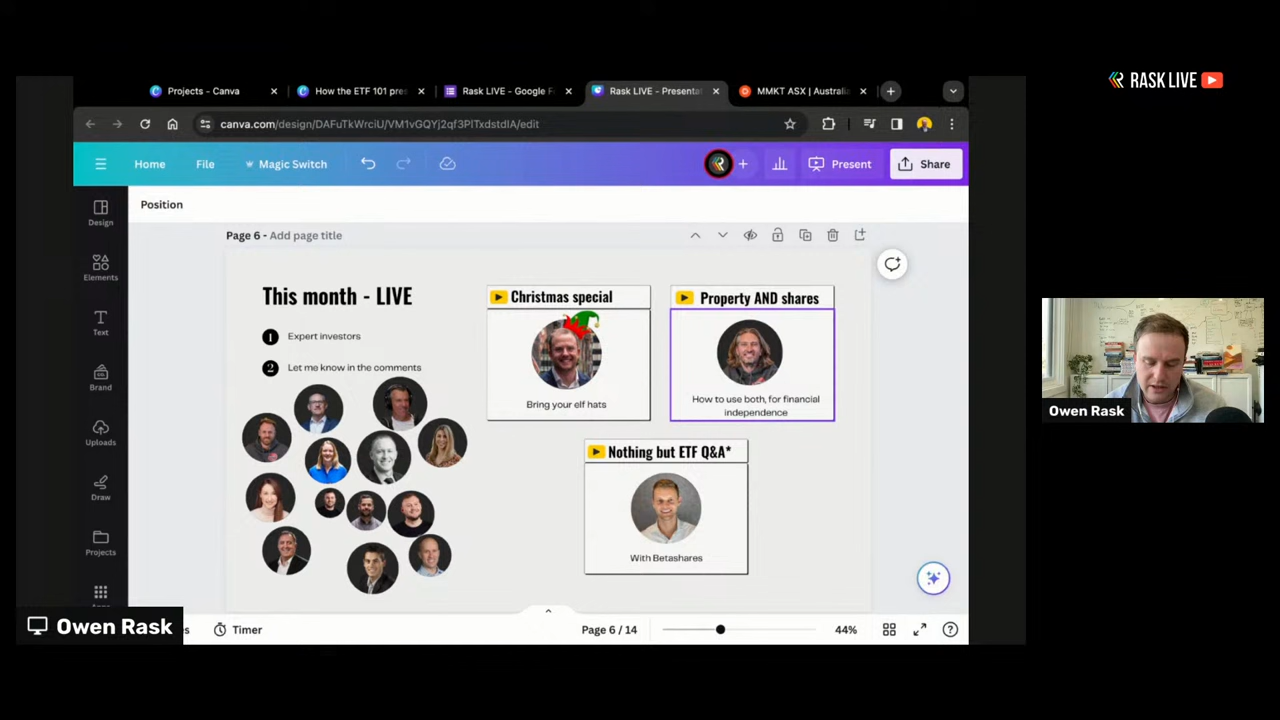 RASK LIVE
Projects - Canva
How the ETF 101 pres
Rask LIVE - Google F
Rask LIVE - Presentat
MMKT ASX | Australia
canva.com/design/DAFuTkWrciU/VM1vGQYj2qf3PlTxdstdIA/edit
Home
File
Magic Switch
Present
Share
Position
Design
Elements
Text
Brand
Uploads
Draw
Projects
Page 6 - Add page title
This month - LIVE
1 Expert investors
2 Let me know in the comments
Christmas special
Bring your elf hats
Property AND shares
How to use both, for financial
independence
Nothing but ETF Q&A*
With Betashares
Owen Rask
Owen Rask
Timer
Page 6 / 14
44%